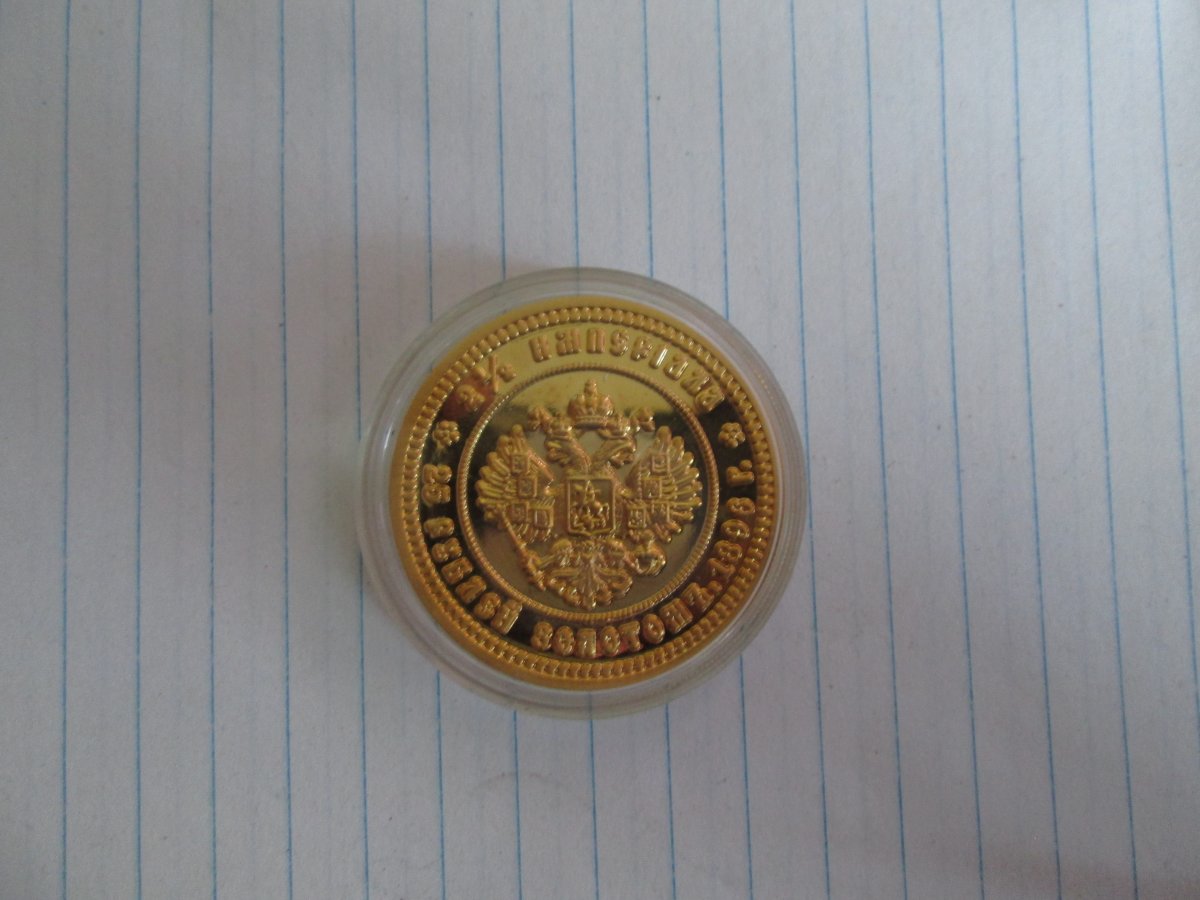 2½ Имперіала
25 рублей золотомъ. 1896 г.